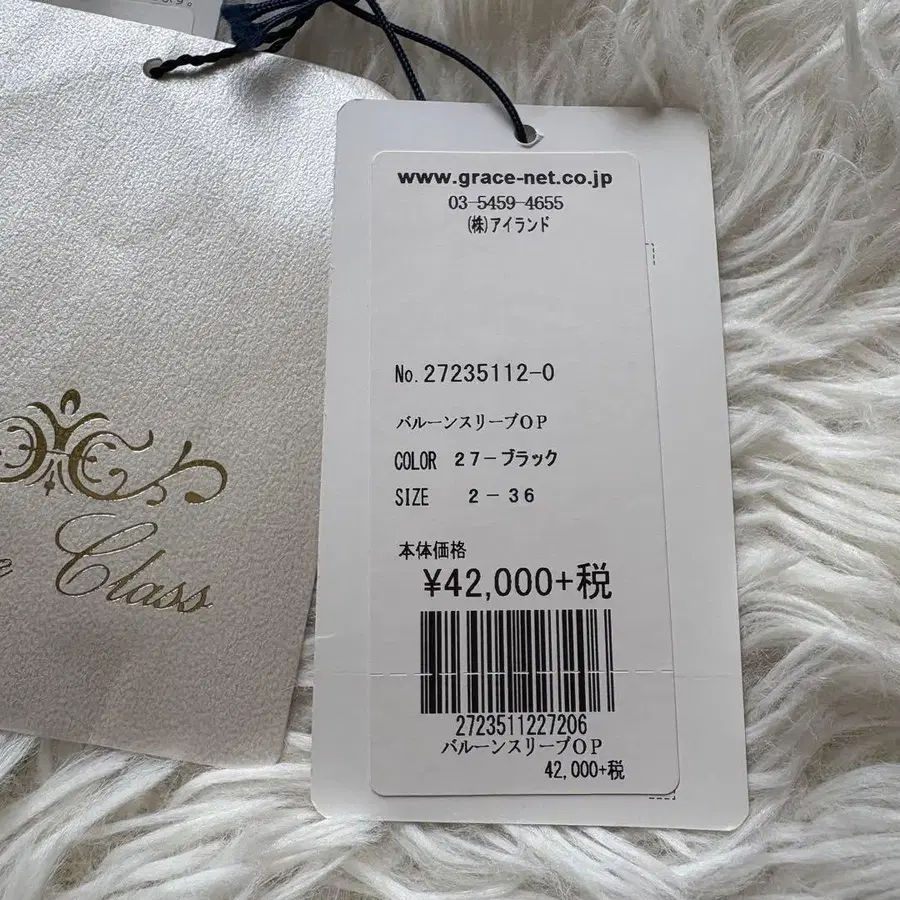 www.grace-net.co.jp
03-5459-4655
(株)アイランド
No.27235112-0
バルーンスリーブOP
COLOR 27-ブラック
SIZE 2-36
本体価格
¥42,000+税
2723511227206
バルーンスリーブOP
42,000+税
Class